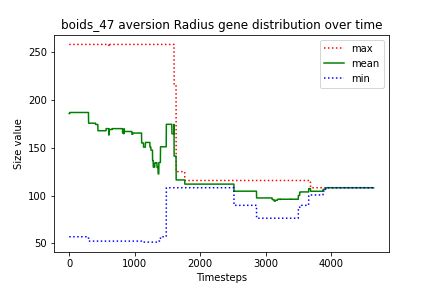 boids_47 aversion Radius gene distribution over time
max
mean
min
Size value
250
200
150
100
50
0
1000
2000
3000
4000
Timesteps